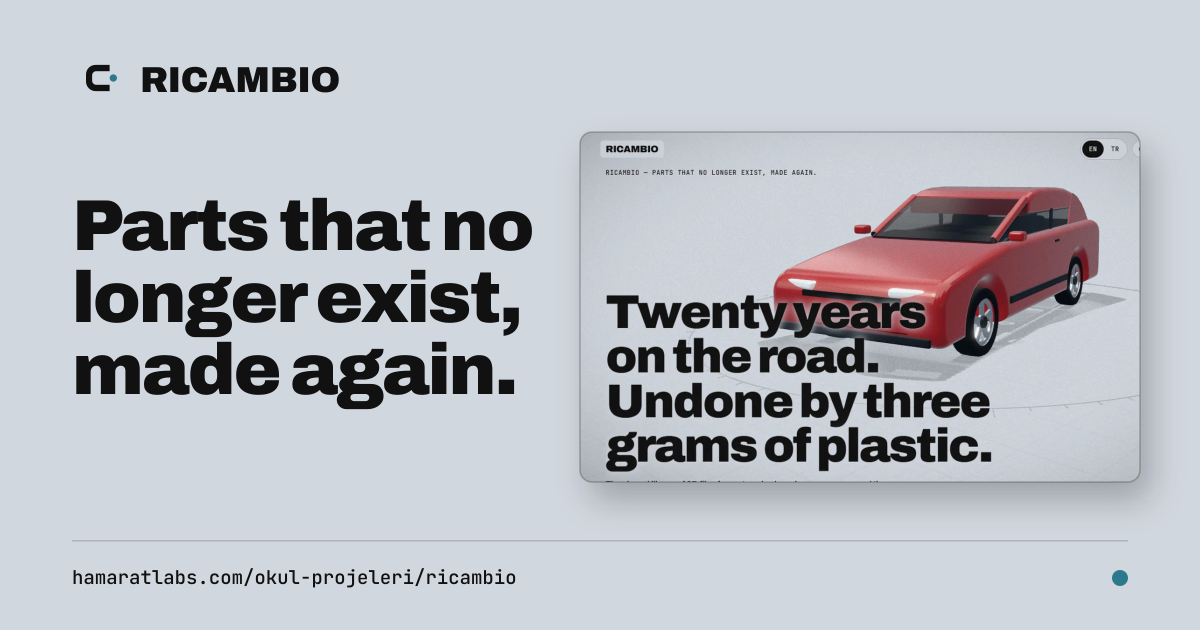 RICAMBIO
Parts that no
longer exist,
made again.
RICAMBIO
EN TR
RICAMBIO — PARTS THAT NO LONGER EXIST, MADE AGAIN.
Twenty years
on the road.
Undone by three
grams of plastic.
hamaratlabs.com/okul-projeleri/ricambio